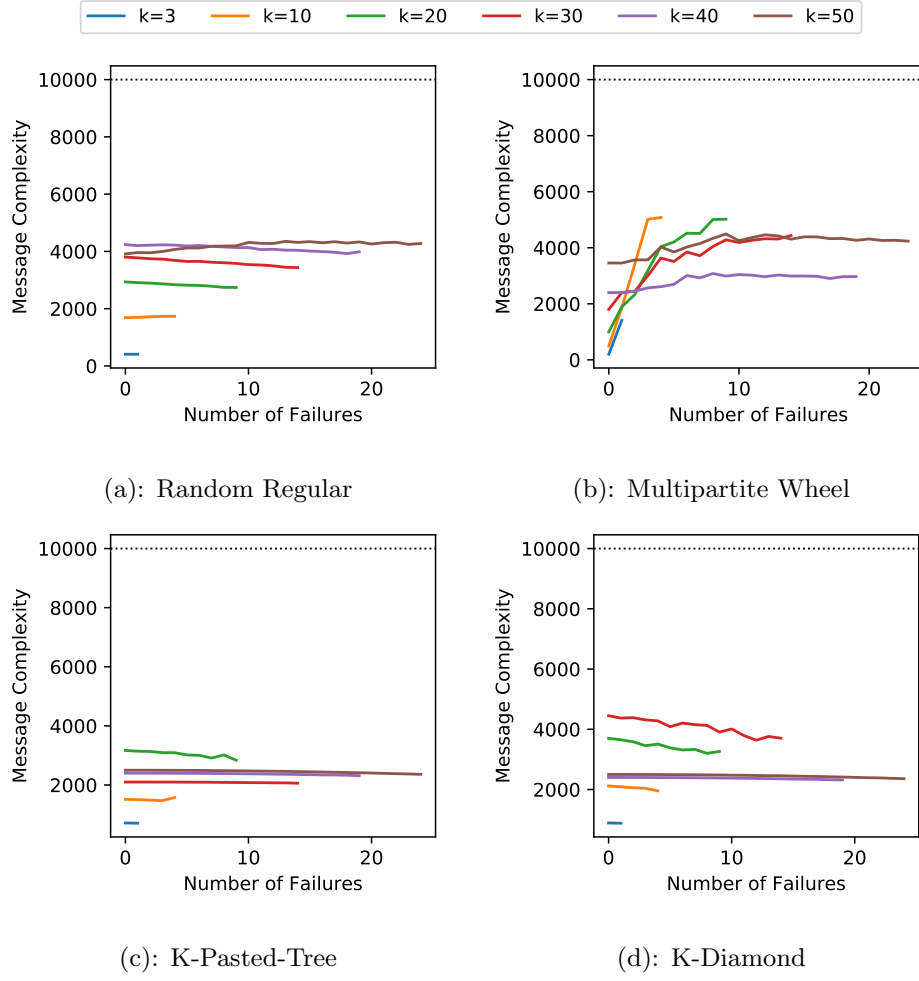 k=3 k=10 k=20 k=30 k=40 k=50
10000
8000
6000
4000
2000
0
Message Complexity
0 10 20
Number of Failures
(a): Random Regular
10000
8000
6000
4000
2000
0
Message Complexity
0 10 20
Number of Failures
(b): Multipartite Wheel
10000
8000
6000
4000
2000
Message Complexity
0 10 20
Number of Failures
(c): K-Pasted-Tree
10000
8000
6000
4000
2000
Message Complexity
0 10 20
Number of Failures
(d): K-Diamond